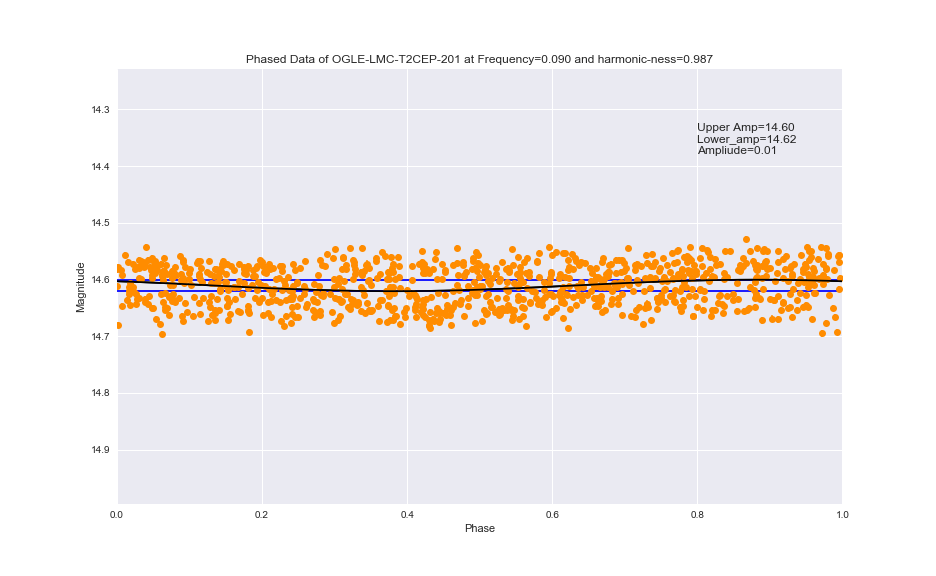 Phased Data of OGLE-LMC-T2CEP-201 at Frequency=0.090 and harmonic-ness=0.987
Upper Amp=14.60
Lower_amp=14.62
Ampliude=0.01
14.3
14.4
14.5
14.6
14.7
14.8
14.9
Magnitude
0.0
0.2
0.4
0.6
0.8
1.0
Phase